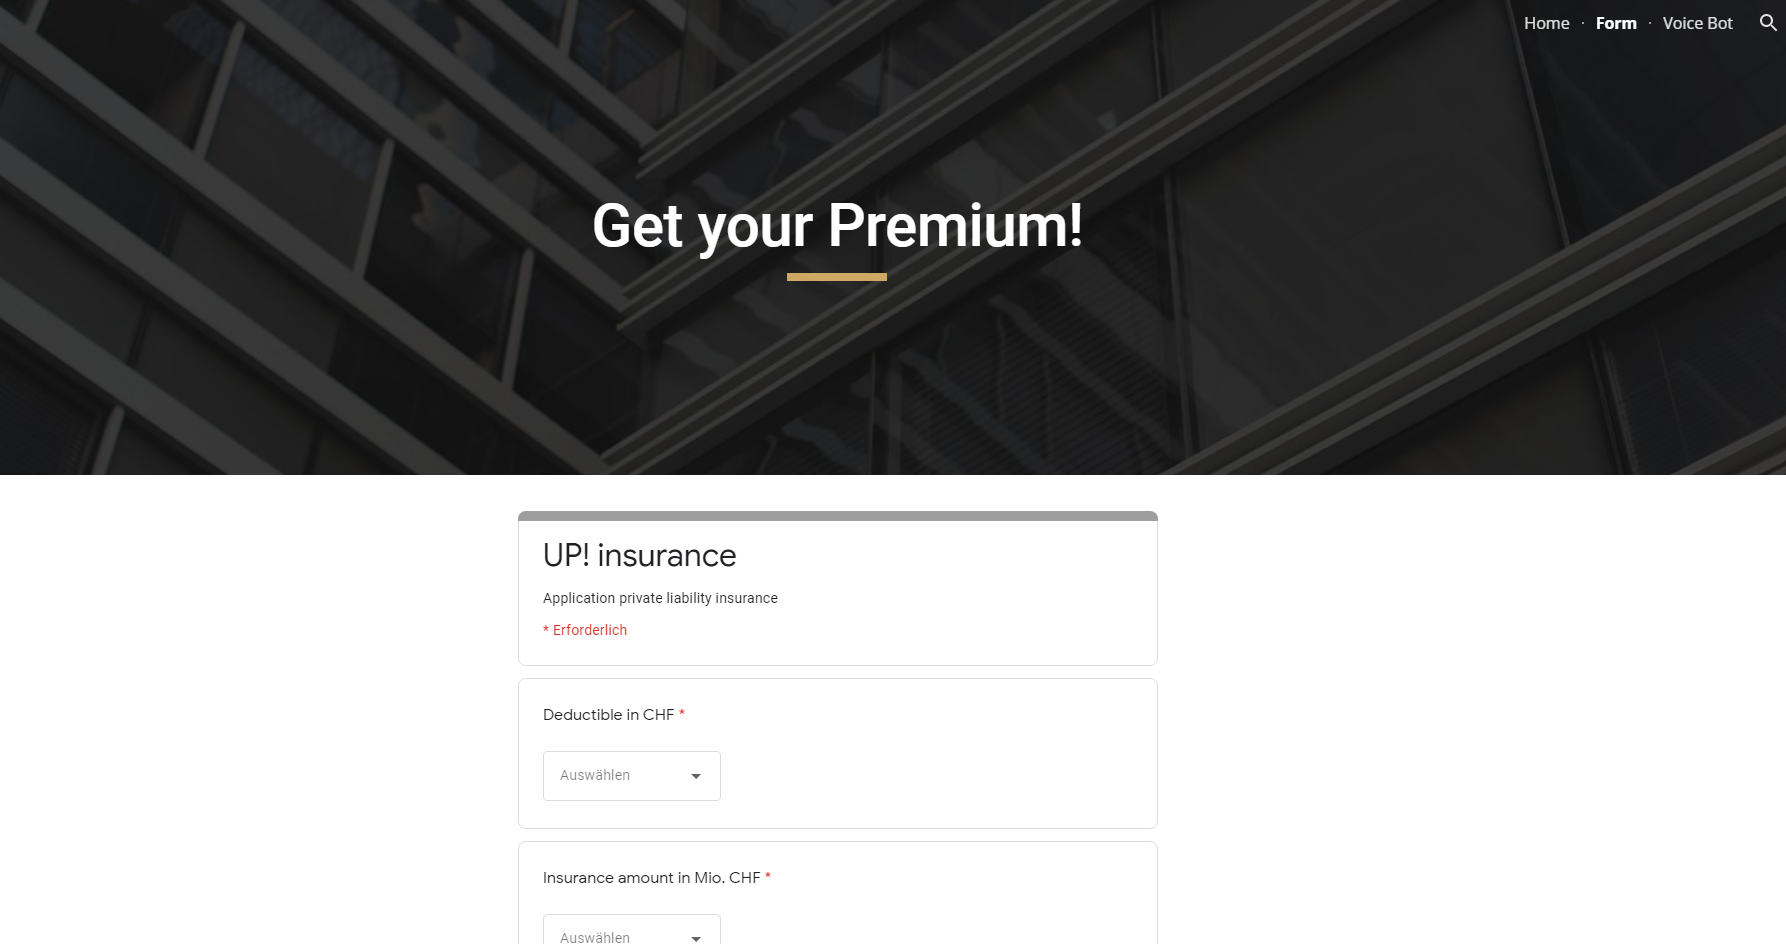 Home · Form · Voice Bot
Get your Premium!
UP! insurance
Application private liability insurance
* Erforderlich
Deductible in CHF *
Auswählen
Insurance amount in Mio. CHF *
Auswählen